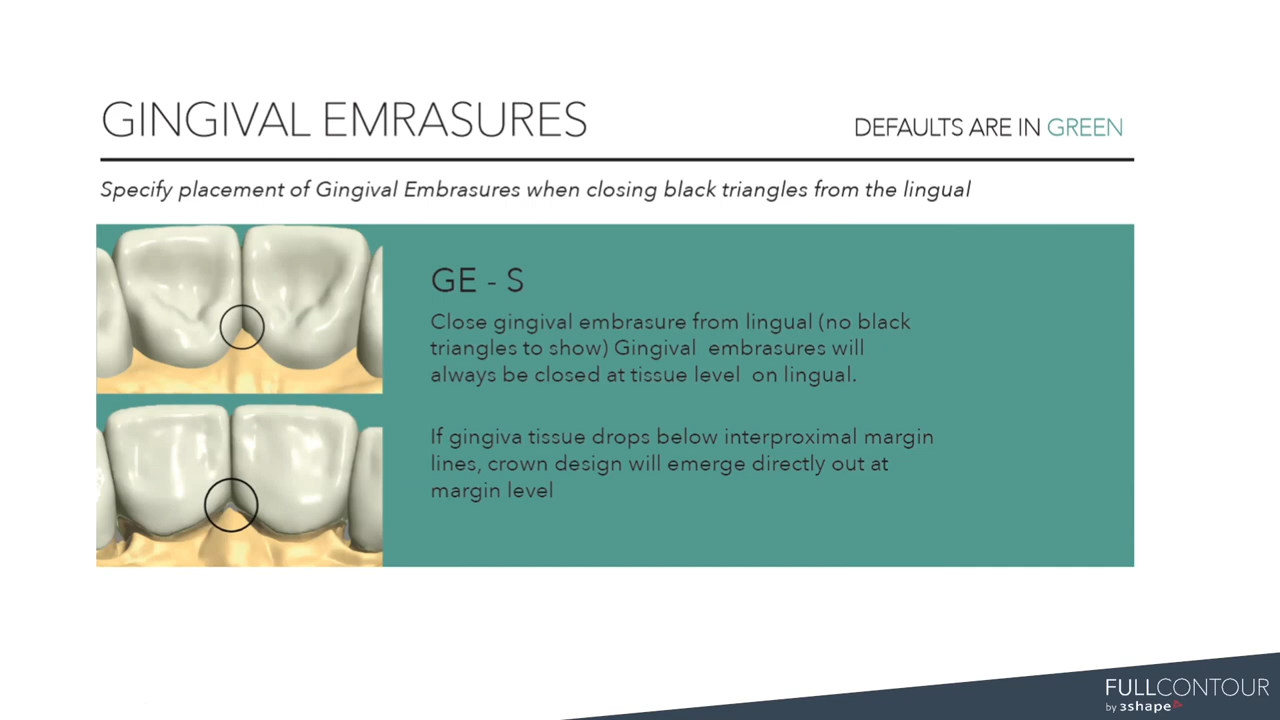 GINGIVAL EMRASURES
DEFAULTS ARE IN GREEN
Specify placement of Gingival Embrasures when closing black triangles from the lingual
GE - S
Close gingival embrasure from lingual (no black
triangles to show) Gingival embrasures will
always be closed at tissue level on lingual.
If gingiva tissue drops below interproximal margin
lines, crown design will emerge directly out at
margin level
FULLCONTOUR
by 3shape